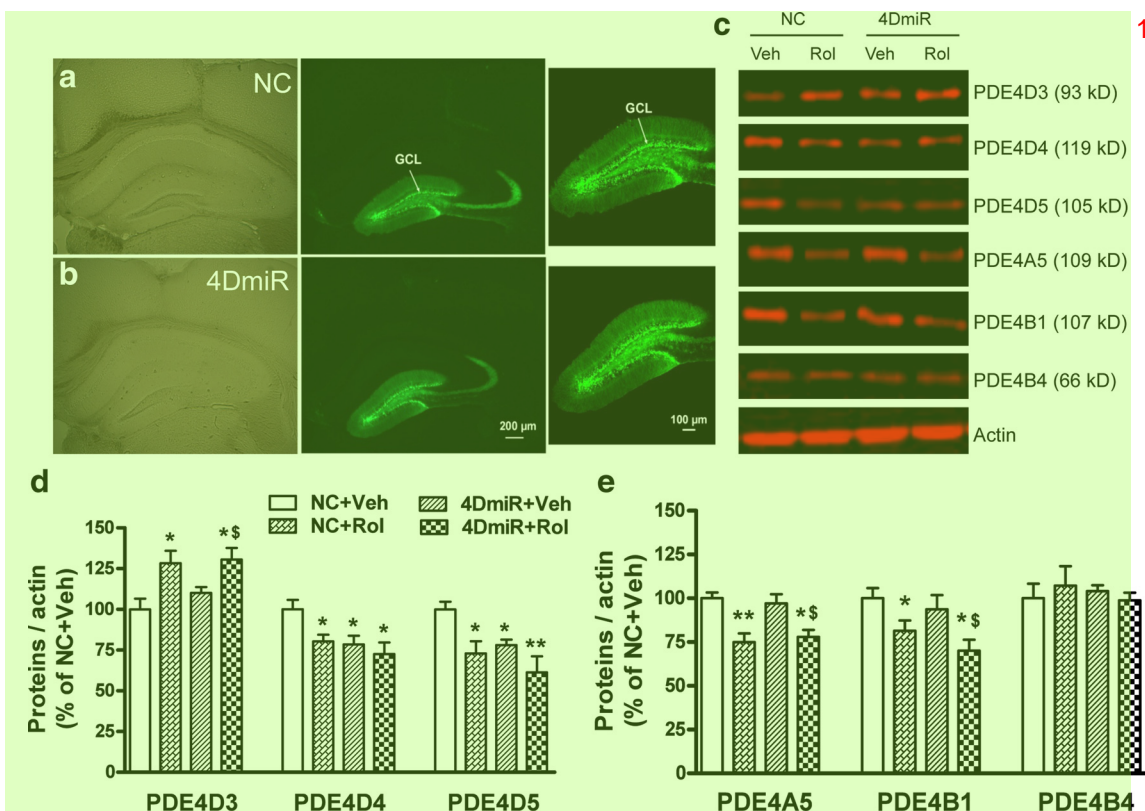 a
NC
GCL
GCL
b
4DmiR
200 µm
100 µm
c
NC 4DmiR
1
Veh Rol Veh Rol
PDE4D3 (93 kD)
PDE4D4 (119 kD)
PDE4D5 (105 kD)
PDE4A5 (109 kD)
PDE4B1 (107 kD)
PDE4B4 (66 kD)
Actin
d
NC+Veh 4DmiR+Veh
NC+Rol 4DmiR+Rol
Proteins / actin
(% of NC+Veh)
150
125
100
75
50
25
0
* *$
* * *
* * **
PDE4D3 PDE4D4 PDE4D5
e
Proteins / actin
(% of NC+Veh)
150
125
100
75
50
25
0
** *$
* *$
PDE4A5 PDE4B1 PDE4B4